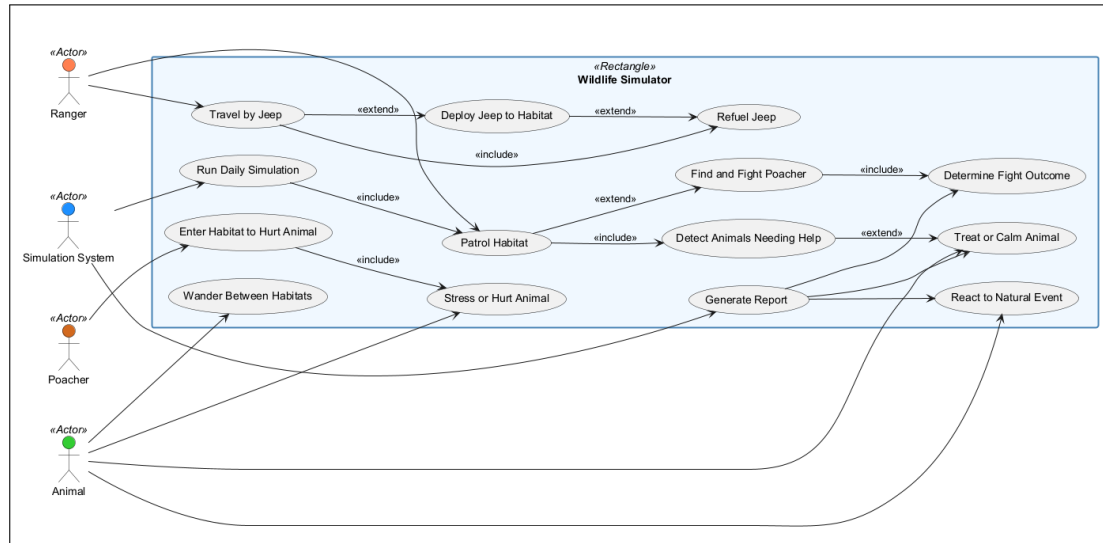 «Actor»
Ranger
«Rectangle»
Wildlife Simulator
Travel by Jeep
«extend»
Deploy Jeep to Habitat
«extend»
Refuel Jeep
«include»
Run Daily Simulation
«include»
Find and Fight Poacher
«include»
Determine Fight Outcome
«Actor»
Simulation System
«extend»
Enter Habitat to Hurt Animal
Patrol Habitat
«include»
Detect Animals Needing Help
«extend»
Treat or Calm Animal
«include»
Wander Between Habitats
Stress or Hurt Animal
Generate Report
React to Natural Event
«Actor»
Poacher
«Actor»
Animal